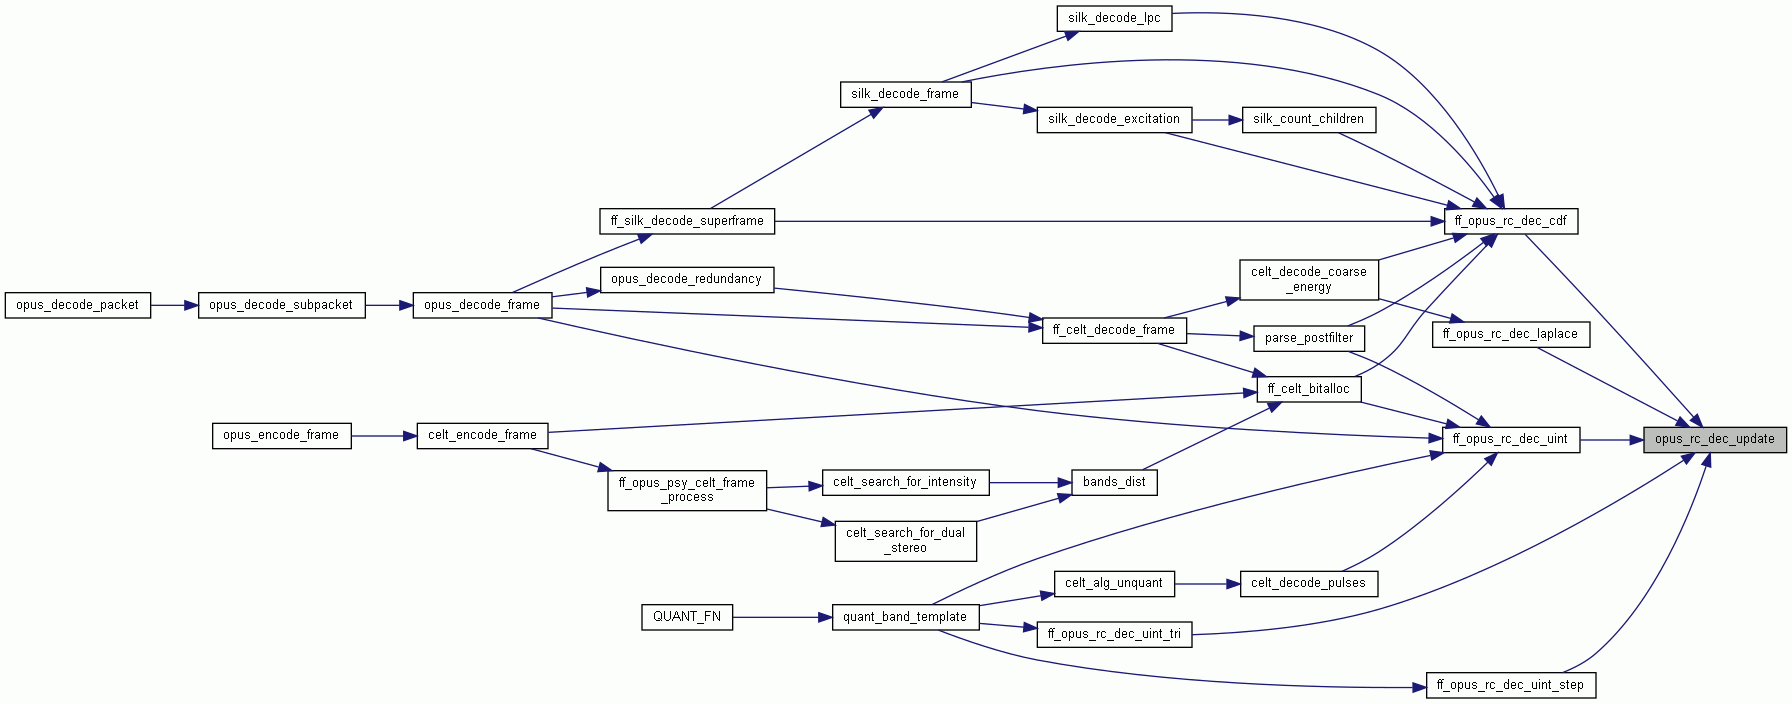 silk_decode_lpc
silk_decode_frame
silk_decode_excitation
silk_count_children
ff_silk_decode_superframe
ff_opus_rc_dec_cdf
opus_decode_redundancy
celt_decode_coarse
_energy
opus_decode_packet
opus_decode_subpacket
opus_decode_frame
ff_celt_decode_frame
parse_postfilter
ff_opus_rc_dec_laplace
ff_celt_bitalloc
opus_encode_frame
celt_encode_frame
ff_opus_rc_dec_uint
opus_rc_dec_update
ff_opus_psy_celt_frame
_process
celt_search_for_intensity
bands_dist
celt_search_for_dual
_stereo
celt_alg_unquant
celt_decode_pulses
QUANT_FN
quant_band_template
ff_opus_rc_dec_uint_tri
ff_opus_rc_dec_uint_step